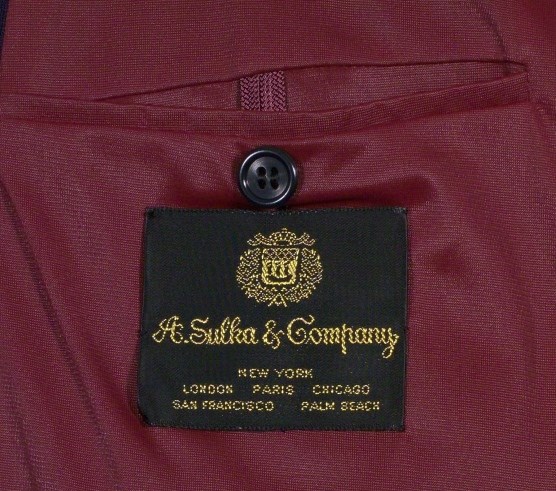 A. Sulka & Company
NEW YORK
LONDON PARIS CHICAGO
SAN FRANCISCO PALM BEACH